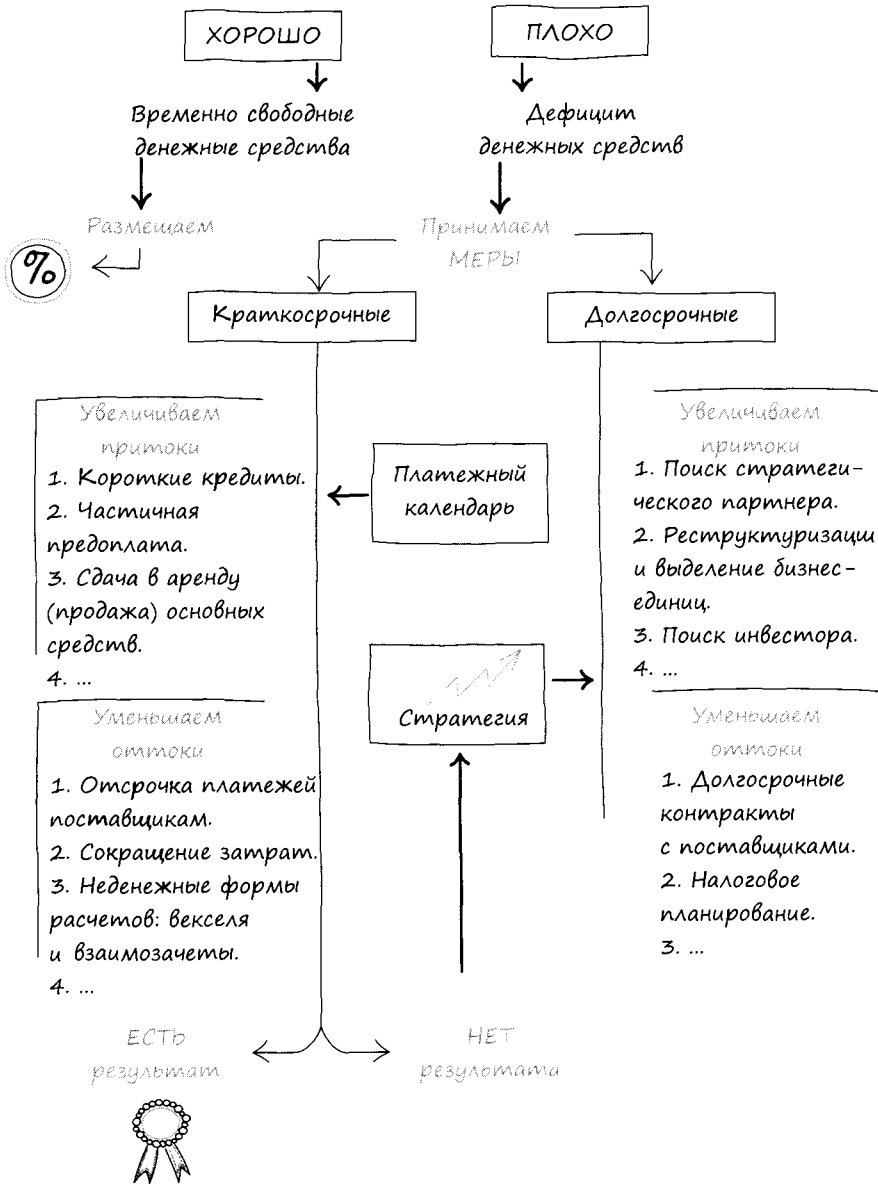 ХОРОШО
ПЛОХО
Временно свободные
денежные средства
Дефицит
денежных средств
Размещаем
Принимаем
МЕРЫ
%
Краткосрочные
Долгосрочные
Увеличиваем
притоки
1. Короткие кредиты.
2. Частичная
предоплата.
3. Сдача в аренду
(продажа) основных
средств.
4. ...
Платежный
календарь
Увеличиваем
притоки
1. Поиск стратеги-
ческого партнера.
2. Реструктуризаци
и выделение бизнес-
единиц.
3. Поиск инвестора.
4. ...
Стратегия
Уменьшаем
оттоки
1. Отсрочка платежей
поставщикам.
2. Сокращение затрат.
3. Неденежные формы
расчетов: векселя
и взаимозачеты.
4. ...
Уменьшаем
оттоки
1. Долгосрочные
контракты
с поставщиками.
2. Налоговое
планирование.
3. ...
ЕСТЬ
результат
НЕТ
результата